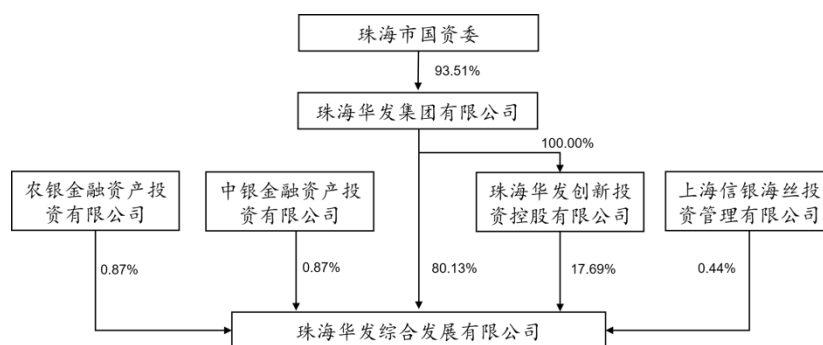 珠海市国资委
93.51%
珠海华发集团有限公司
100.00%
农银金融资产投
资有限公司
中银金融资产投
资有限公司
珠海华发创新投
资控股有限公司
上海信银海丝投
资管理有限公司
0.87%
0.87%
80.13%
17.69%
0.44%
珠海华发综合发展有限公司